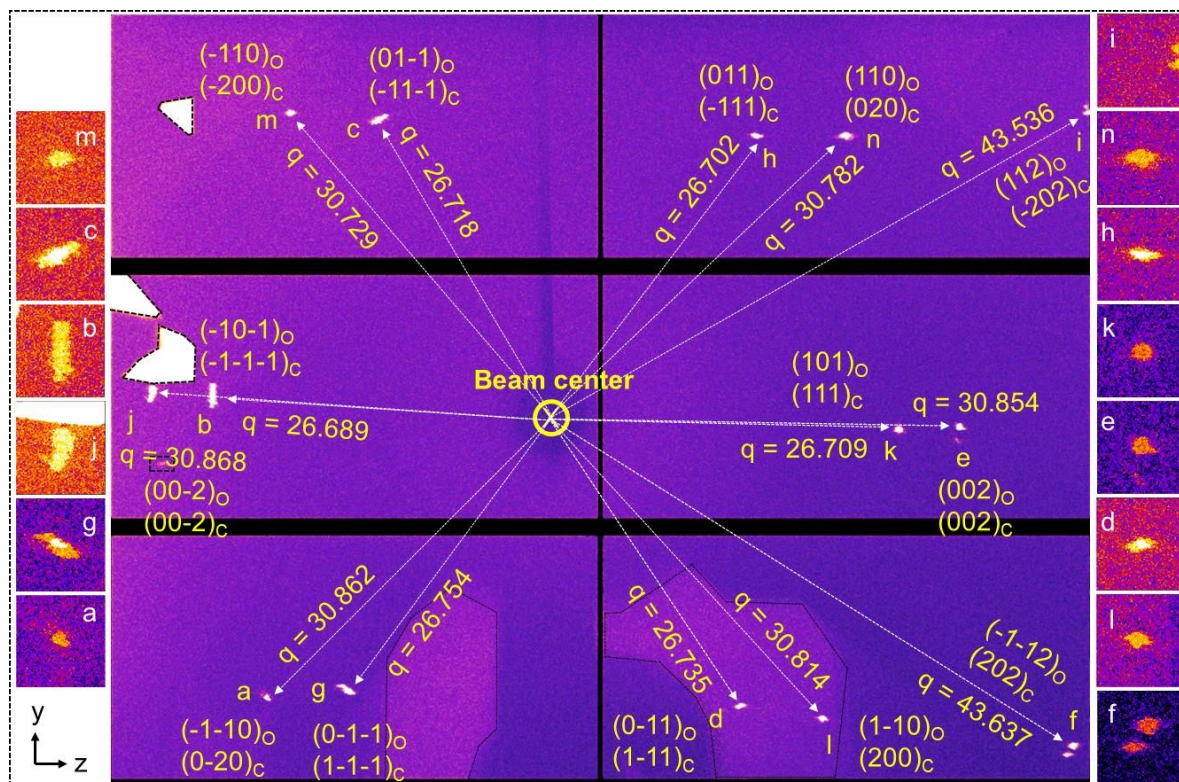 m
c
b
j
g
a
y
z
(-110)O
(-200)C
m
q = 30.729
(01-1)O
(-11-1)C
c
q = 26.718
(011)O
(-111)C
h
q = 26.702
(110)O
(020)C
n
q = 30.782
q = 43.536
i
(112)O
(-202)C
(-10-1)O
(-1-1-1)C
j
b
q = 26.689
q = 30.868
(00-2)O
(00-2)C
Beam center
(101)O
(111)C
q = 30.854
q = 26.709
k
e
(002)O
(002)C
q = 30.862
q = 26.754
a
g
(-1-10)O
(0-20)C
(0-1-1)O
(1-1-1)C
q = 26.735
q = 30.814
d
l
(0-11)O
(1-11)C
(1-10)O
(200)C
(-1-12)O
(202)C
q = 43.637
f
i
n
h
k
e
d
l
f